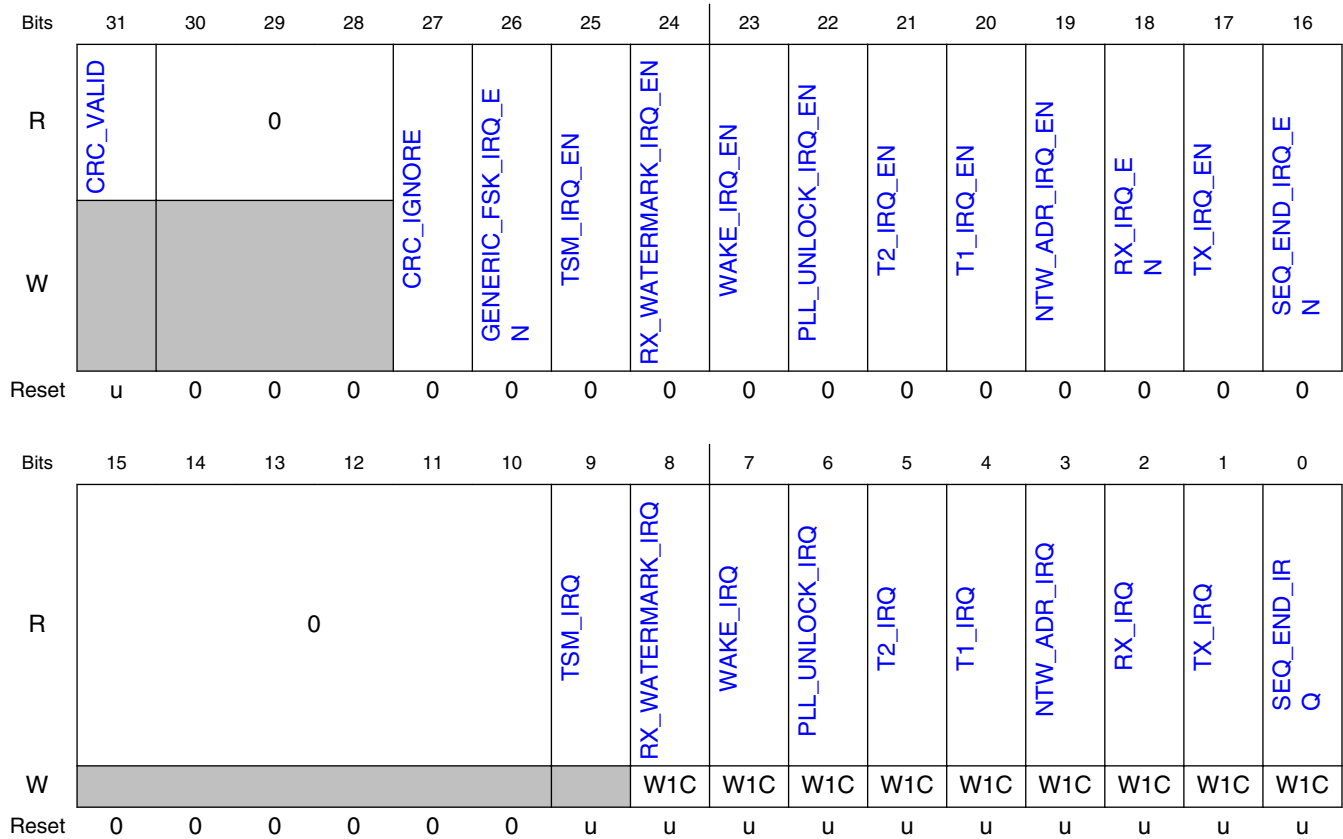 Bits 31 30 29 28 27 26 25 24 23 22 21 20 19 18 17 16
R
CRC_VALID
0
CRC_IGNORE
GENERIC_FSK_IRQ_E
N
TSM_IRQ_EN
RX_WATERMARK_IRQ_EN
WAKE_IRQ_EN
PLL_UNLOCK_IRQ_EN
T2_IRQ_EN
T1_IRQ_EN
NTW_ADR_IRQ_EN
RX_IRQ_E
N
TX_IRQ_EN
SEQ_END_IRQ_E
N
W
Reset u 0 0 0 0 0 0 0 0 0 0 0 0 0 0 0
Bits 15 14 13 12 11 10 9 8 7 6 5 4 3 2 1 0
R
0
TSM_IRQ
RX_WATERMARK_IRQ
WAKE_IRQ
PLL_UNLOCK_IRQ
T2_IRQ
T1_IRQ
NTW_ADR_IRQ
RX_IRQ
TX_IRQ
SEQ_END_IR
Q
W W1C W1C W1C W1C W1C W1C W1C W1C W1C
Reset 0 0 0 0 0 0 u u u u u u u u u u